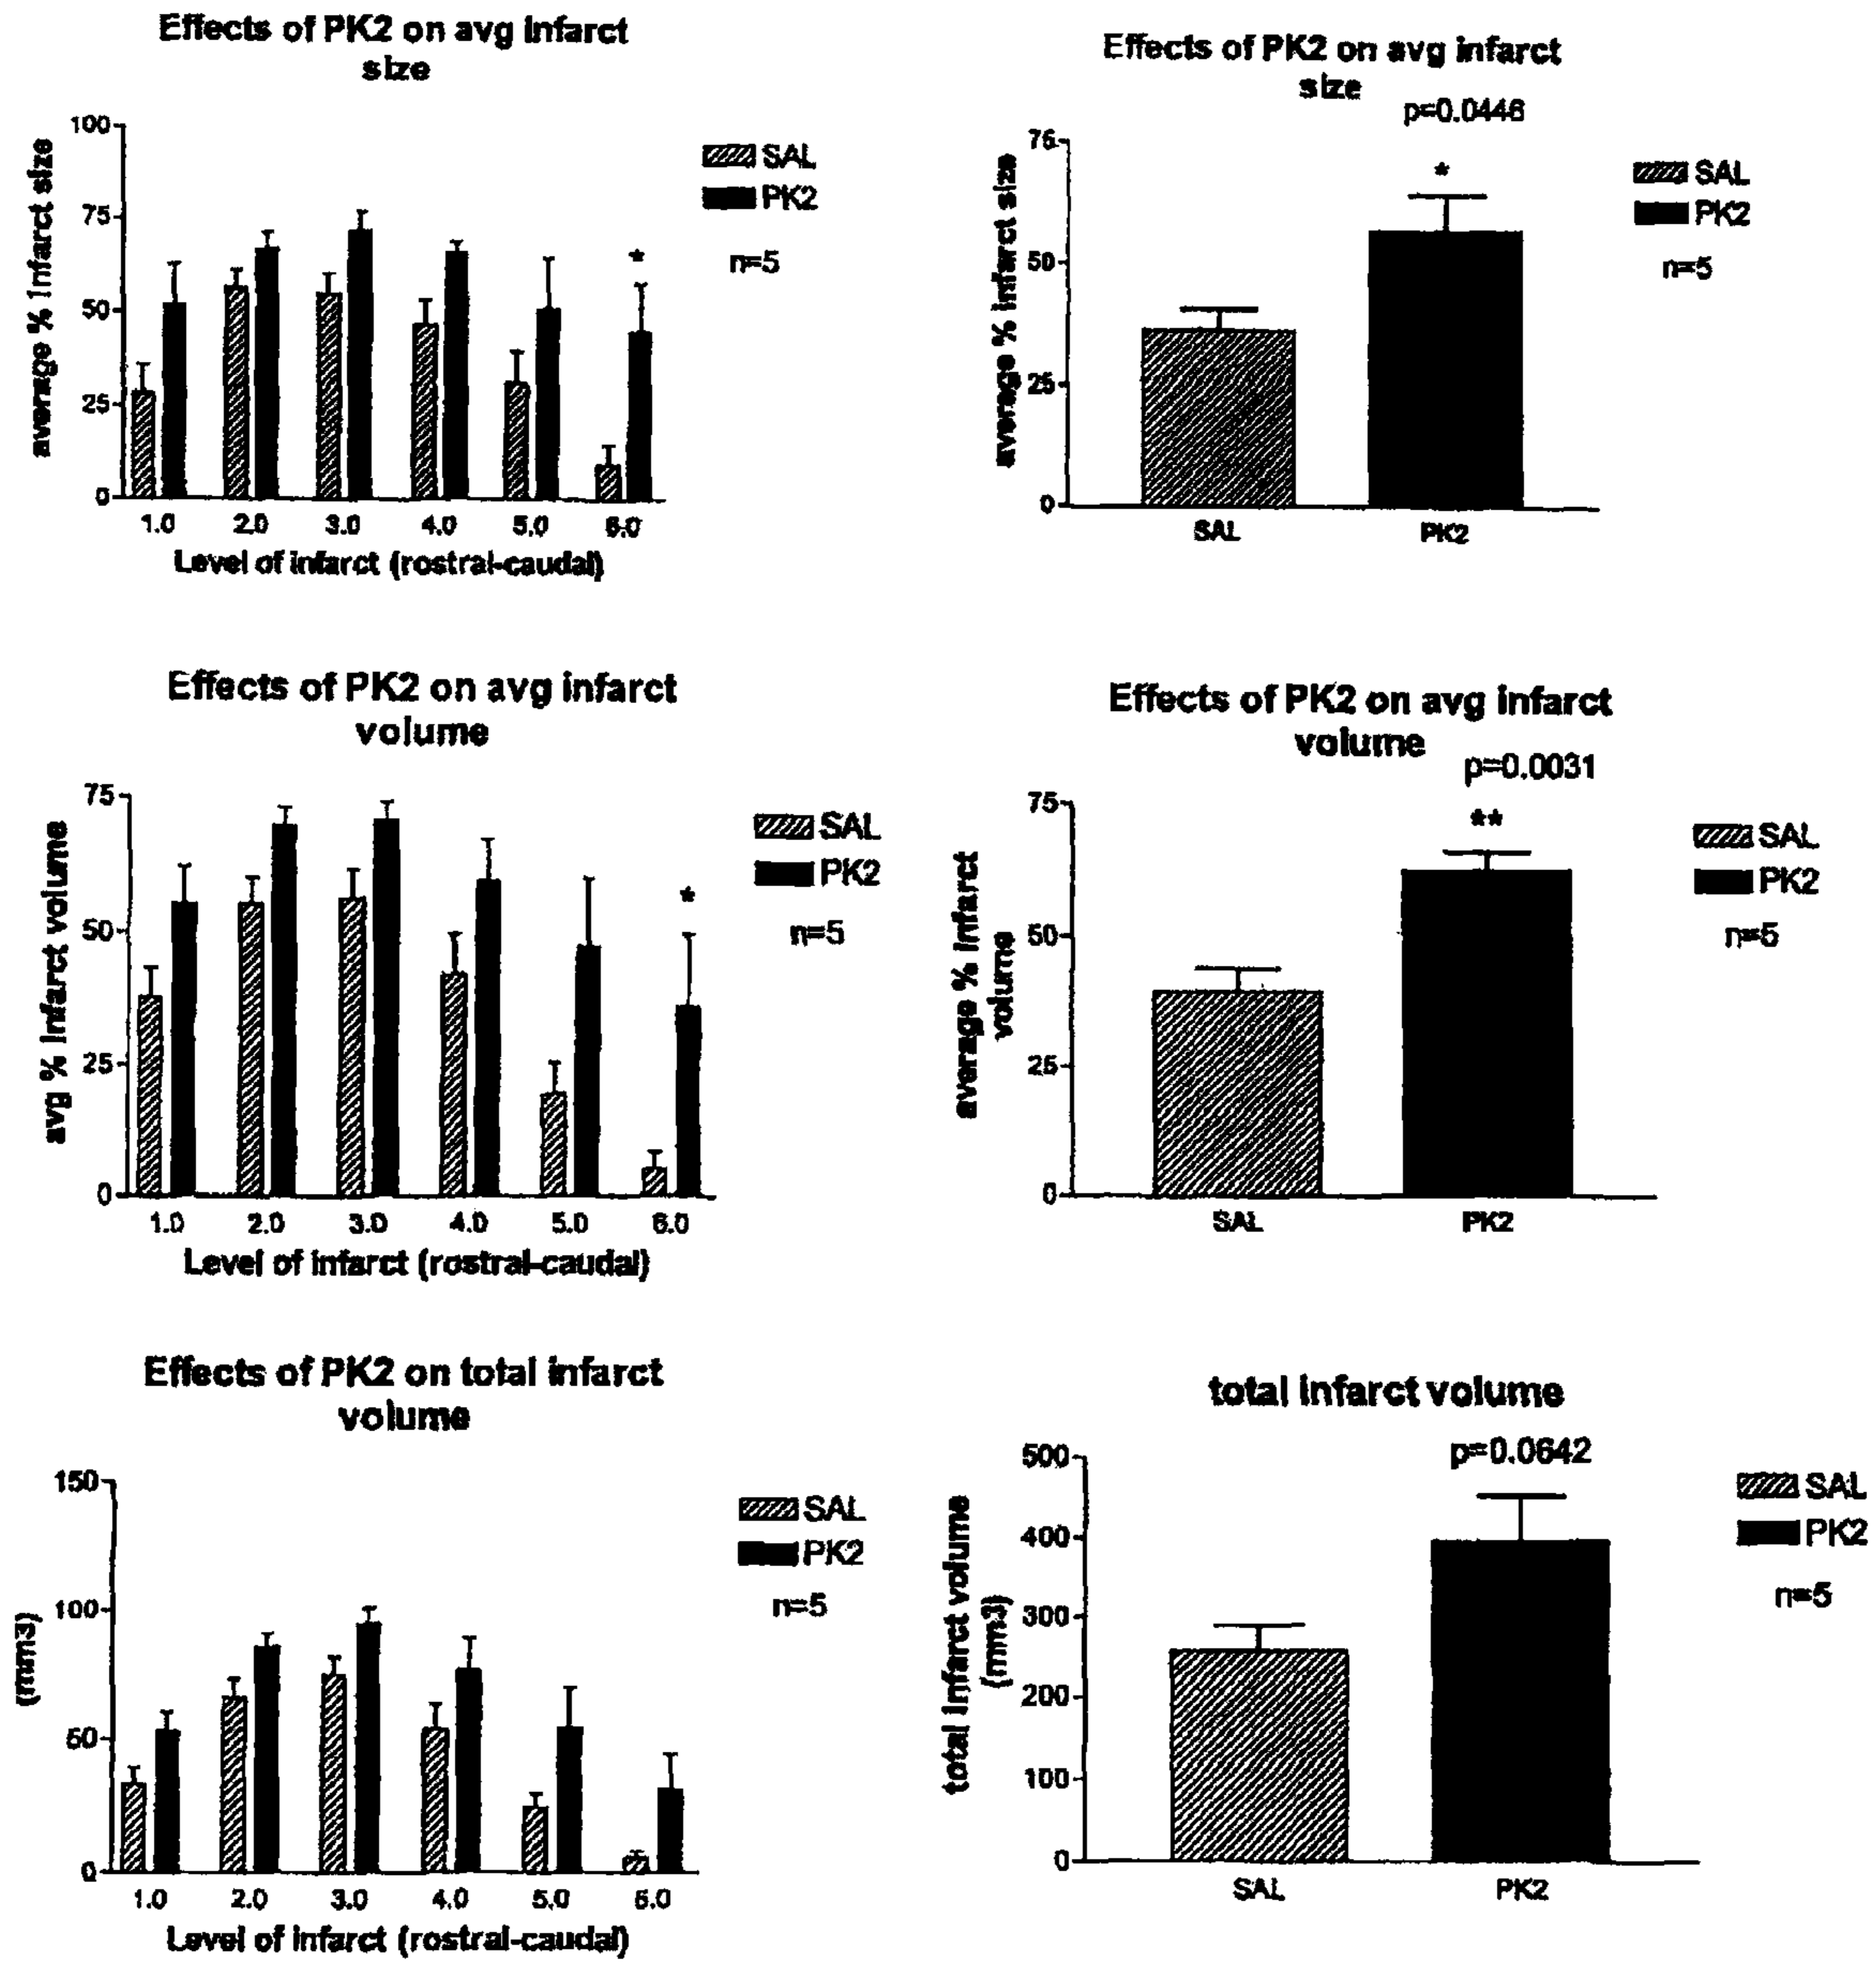 Effects of PK2 on avg infarct
size
100
75
50
25
0
average % infarct size
SAL
PK2
n=5
*
1.0 2.0 3.0 4.0 5.0 6.0
Level of infarct (rostral-caudal)
Effects of PK2 on avg infarct
size
p=0.0446
75
50
25
0
average % infarct size
*
SAL
PK2
n=5
SAL PK2
Effects of PK2 on avg infarct
volume
75
50
25
0
avg % infarct volume
SAL
PK2
n=5
*
1.0 2.0 3.0 4.0 5.0 6.0
Level of infarct (rostral-caudal)
Effects of PK2 on avg infarct
volume
p=0.0031
75
50
25
0
average % infarct
volume
**
SAL
PK2
n=5
SAL PK2
Effects of PK2 on total infarct
volume
150
100
50
0
(mm3)
SAL
PK2
n=5
1.0 2.0 3.0 4.0 5.0 6.0
Level of infarct (rostral-caudal)
total infarct volume
p=0.0642
500
400
300
200
100
0
total infarct volume
(mm3)
SAL
PK2
n=5
SAL PK2